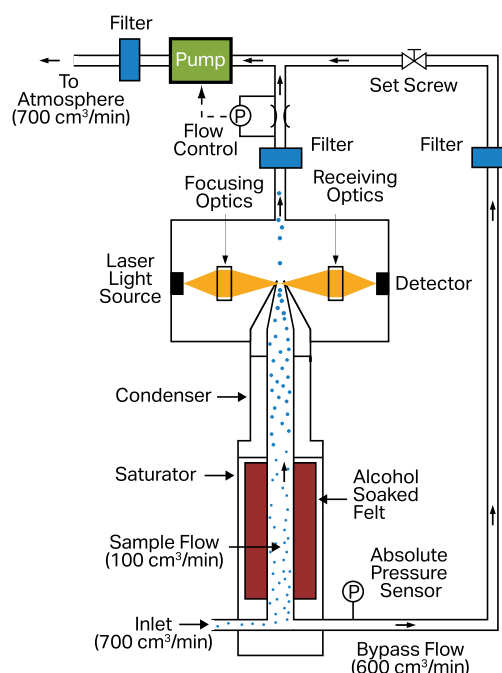 Filter
Pump
To
Atmosphere
(700 cm³/min)
Set Screw
P
Flow
Control
Filter
Filter
Focusing
Optics
Receiving
Optics
Laser
Light
Source
Detector
Condenser
Saturator
Alcohol
Soaked
Felt
Sample Flow
(100 cm³/min)
Absolute
Pressure
Sensor
P
Inlet
(700 cm³/min)
Bypass Flow
(600 cm³/min)